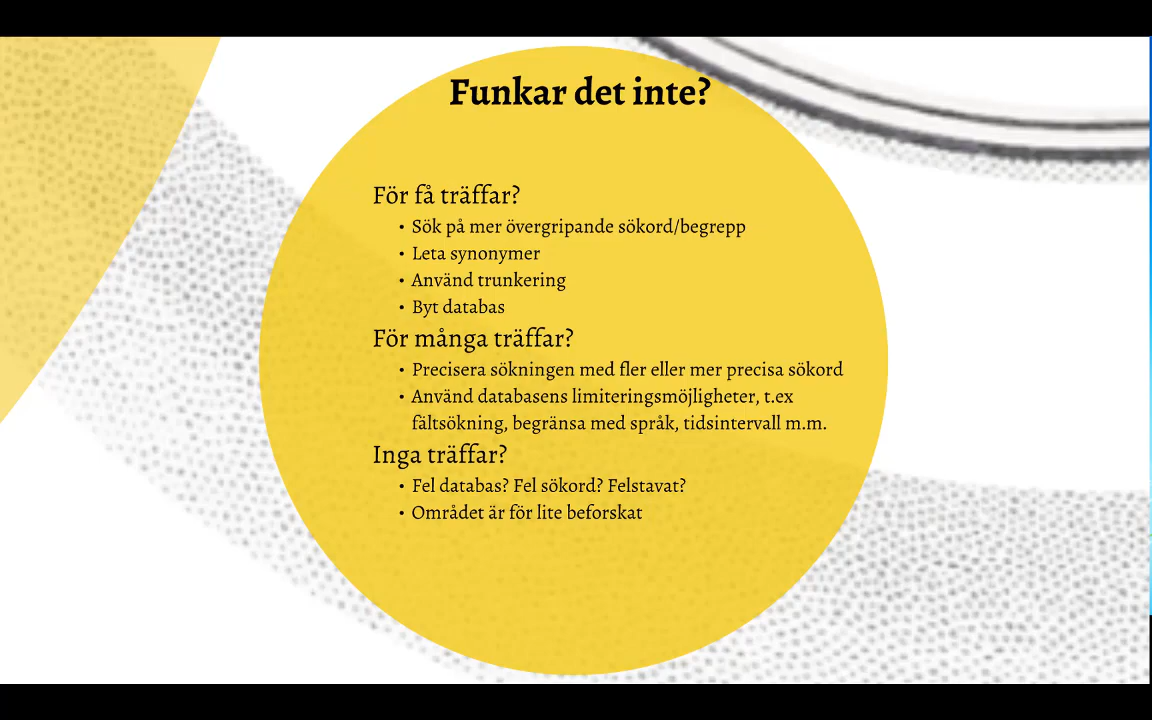 Funkar det inte?
För få träffar?
• Sök på mer övergripande sökord/begrepp
• Leta synonymer
• Använd trunkering
• Byt databas
För många träffar?
• Precisera sökningen med fler eller mer precisa sökord
• Använd databasens limiteringsmöjligheter, t.ex
fältsökning, begränsa med språk, tidsintervall m.m.
Inga träffar?
• Fel databas? Fel sökord? Felstavat?
• Området är för lite beforskat